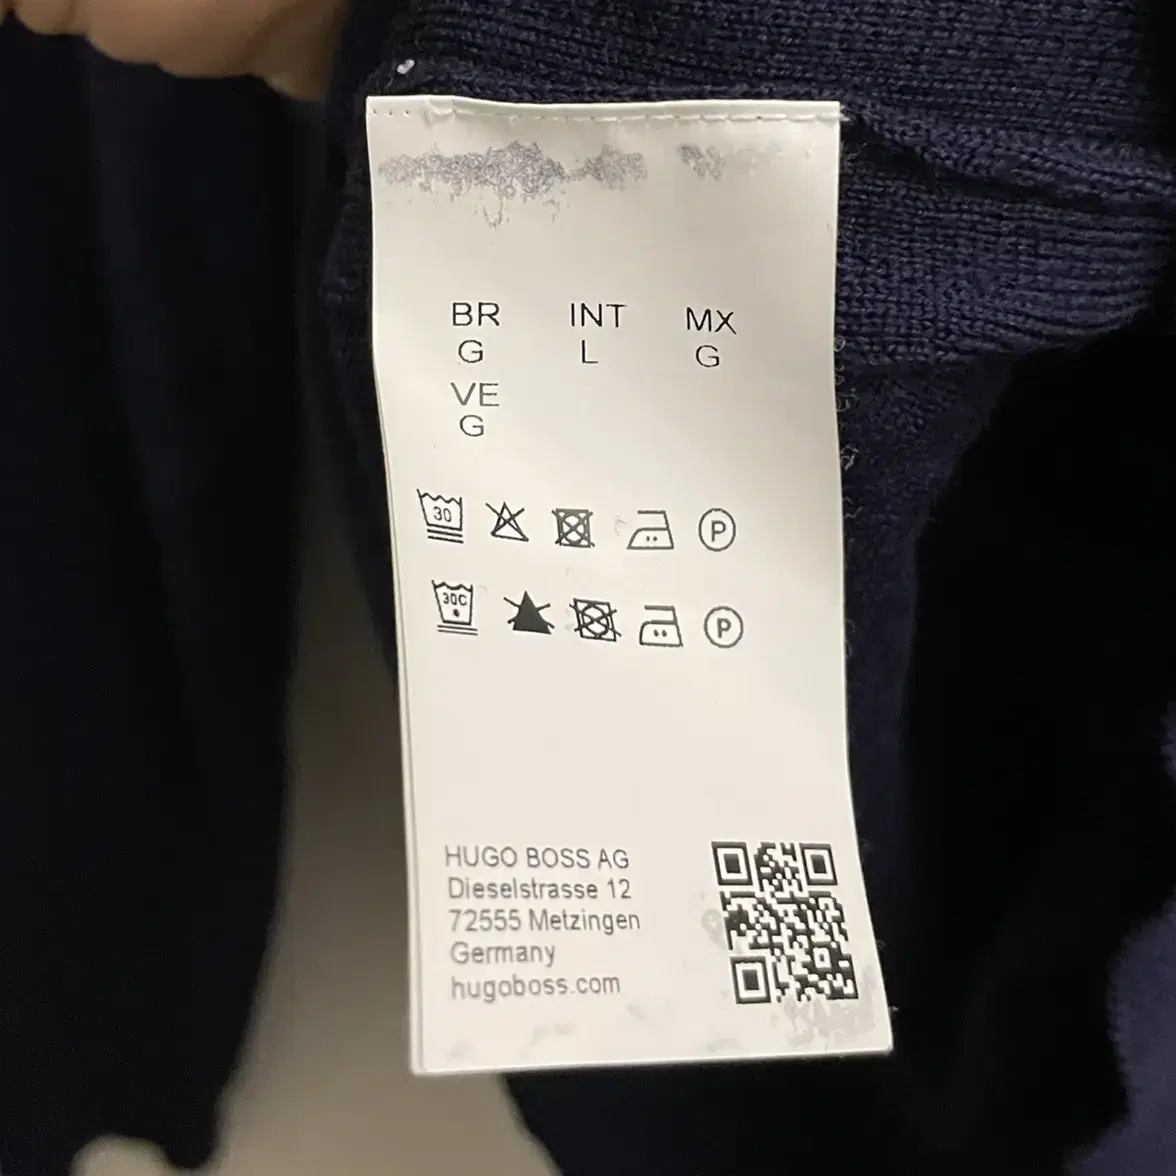 BR INT MX
G L G
VE
G
30 P
30C P
HUGO BOSS AG
Dieselstrasse 12
72555 Metzingen
Germany
hugoboss.com